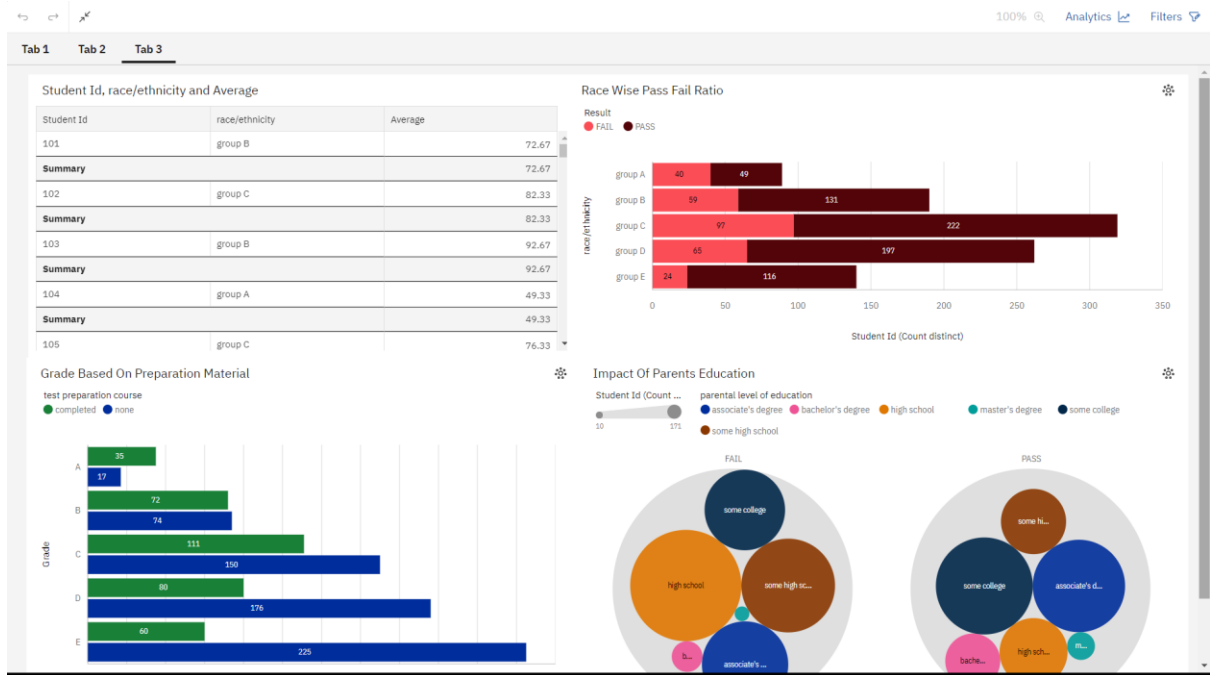 100% Analytics Filters
Tab 1 Tab 2 Tab 3
Student Id, race/ethnicity and Average
Student Id race/ethnicity Average
101 group B 72.67
Summary 72.67
102 group C 82.33
Summary 82.33
103 group B 92.67
Summary 92.67
104 group A 49.33
Summary 49.33
105 group C 76.33
Race Wise Pass Fail Ratio
Result
FAIL PASS
race/ethnicity
group A 40 49
group B 59 131
group C 97 222
group D 65 197
group E 24 116
0 50 100 150 200 250 300 350
Student Id (Count distinct)
Grade Based On Preparation Material
test preparation course
completed none
Grade
A 35 17
B 72 74
C 111 150
D 80 176
E 60 225
Impact Of Parents Education
Student Id (Count ...
10 171
parental level of education
associate's degree bachelor's degree high school master's degree some college
some high school
FAIL
some college
high school
some high sc...
b...
associate's ...
PASS
some hi...
some college
associate's d...
bache...
high sch...
m...